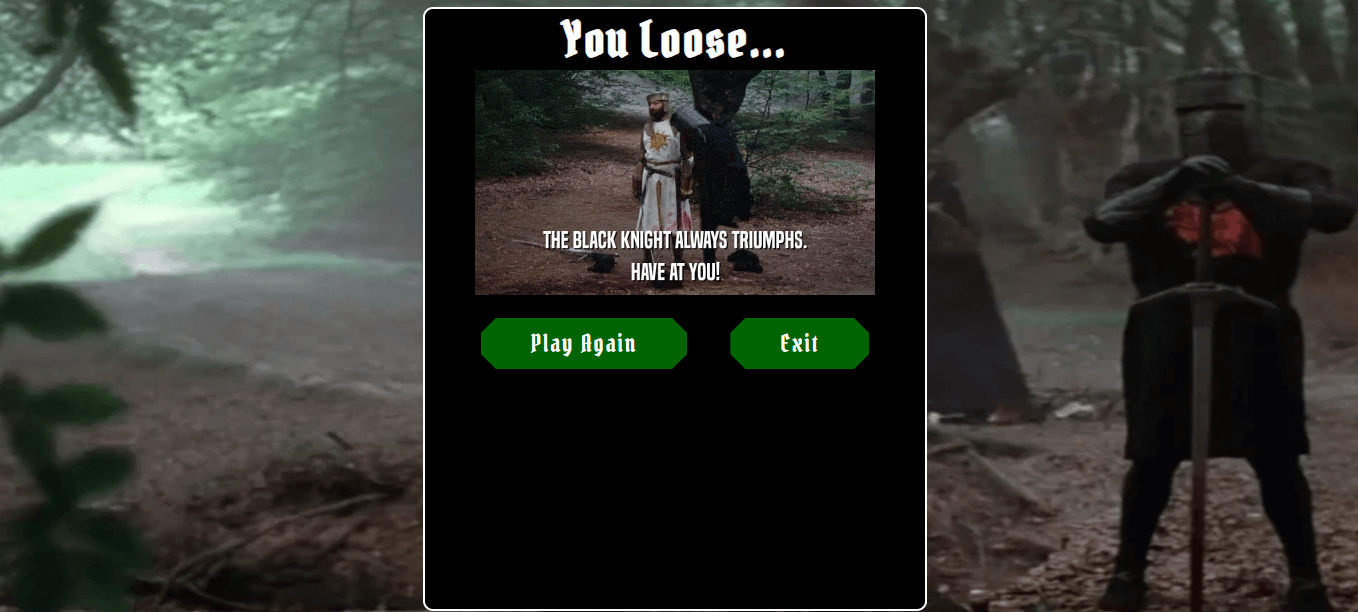 You Loose...
THE BLACK KNIGHT ALWAYS TRIUMPHS.
HAVE AT YOU!
Play Again
Exit